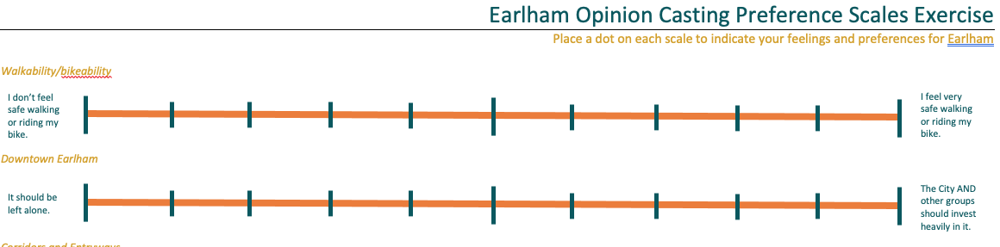 Earlham Opinion Casting Preference Scales Exercise
Place a dot on each scale to indicate your feelings and preferences for Earlham
Walkability/bikeability
I don't feel
safe walking
or riding my
bike.
I feel very
safe walking
or riding my
bike.
Downtown Earlham
It should be
left alone.
The City AND
other groups
should invest
heavily in it.
Corridors and Entryways